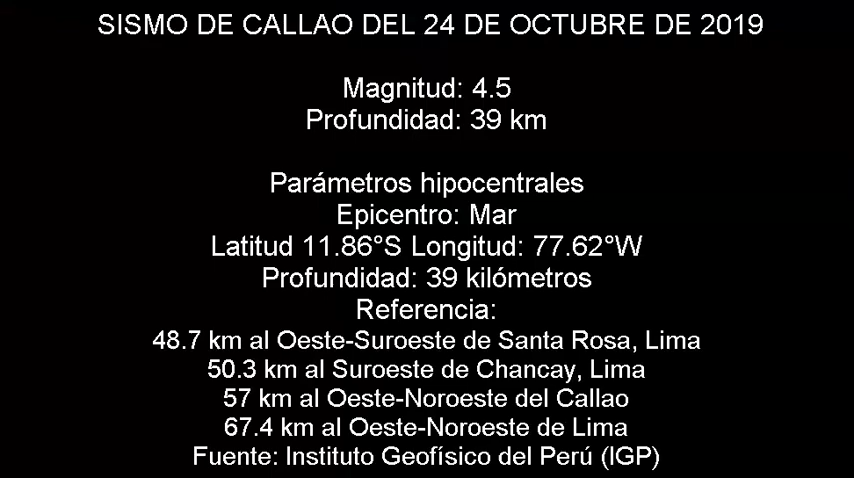 SISMO DE CALLAO DEL 24 DE OCTUBRE DE 2019
Magnitud: 4.5
Profundidad: 39 km
Parámetros hipocentrales
Epicentro: Mar
Latitud 11.86°S Longitud: 77.62°W
Profundidad: 39 kilómetros
Referencia:
48.7 km al Oeste-Suroeste de Santa Rosa, Lima
50.3 km al Suroeste de Chancay, Lima
57 km al Oeste-Noroeste del Callao
67.4 km al Oeste-Noroeste de Lima
Fuente: Instituto Geofísico del Perú (IGP)